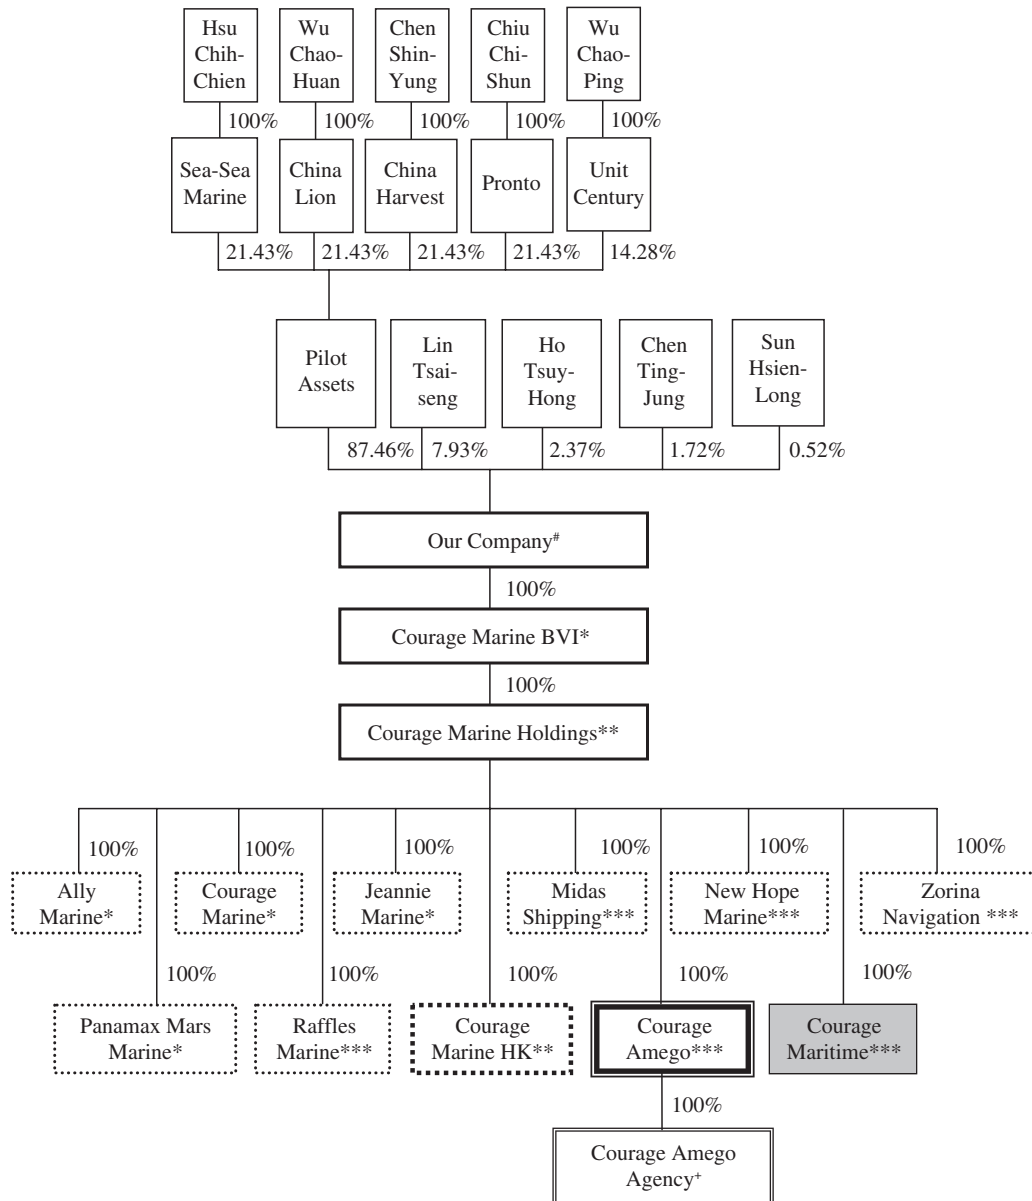 Hsu
Chih-
Chien
Wu
Chao-
Huan
Chen
Shin-
Yung
Chiu
Chi-
Shun
Wu
Chao-
Ping
100%
100%
100%
100%
100%
Sea-Sea
Marine
China
Lion
China
Harvest
Pronto
Unit
Century
21.43%
21.43%
21.43%
21.43%
14.28%
Pilot
Assets
Lin
Tsai-
seng
Ho
Tsuy-
Hong
Chen
Ting-
Jung
Sun
Hsien-
Long
87.46%
7.93%
2.37%
1.72%
0.52%
Our Company#
100%
Courage Marine BVI*
100%
Courage Marine Holdings**
100%
100%
100%
100%
100%
100%
Ally
Marine*
Courage
Marine*
Jeannie
Marine*
Midas
Shipping***
New Hope
Marine***
Zorina
Navigation ***
100%
100%
100%
100%
100%
Panamax Mars
Marine*
Raffles
Marine***
Courage
Marine HK**
Courage
Amego***
Courage
Maritime***
100%
Courage Amego
Agency+